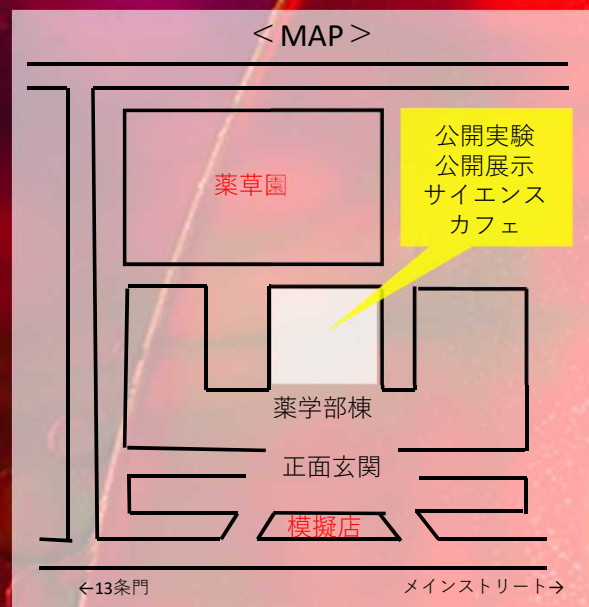 ＜MAP＞
公開実験
公開展示
サイエンス
カフェ
薬草園
薬学部棟
正面玄関
模擬店
←13条門
メインストリート→